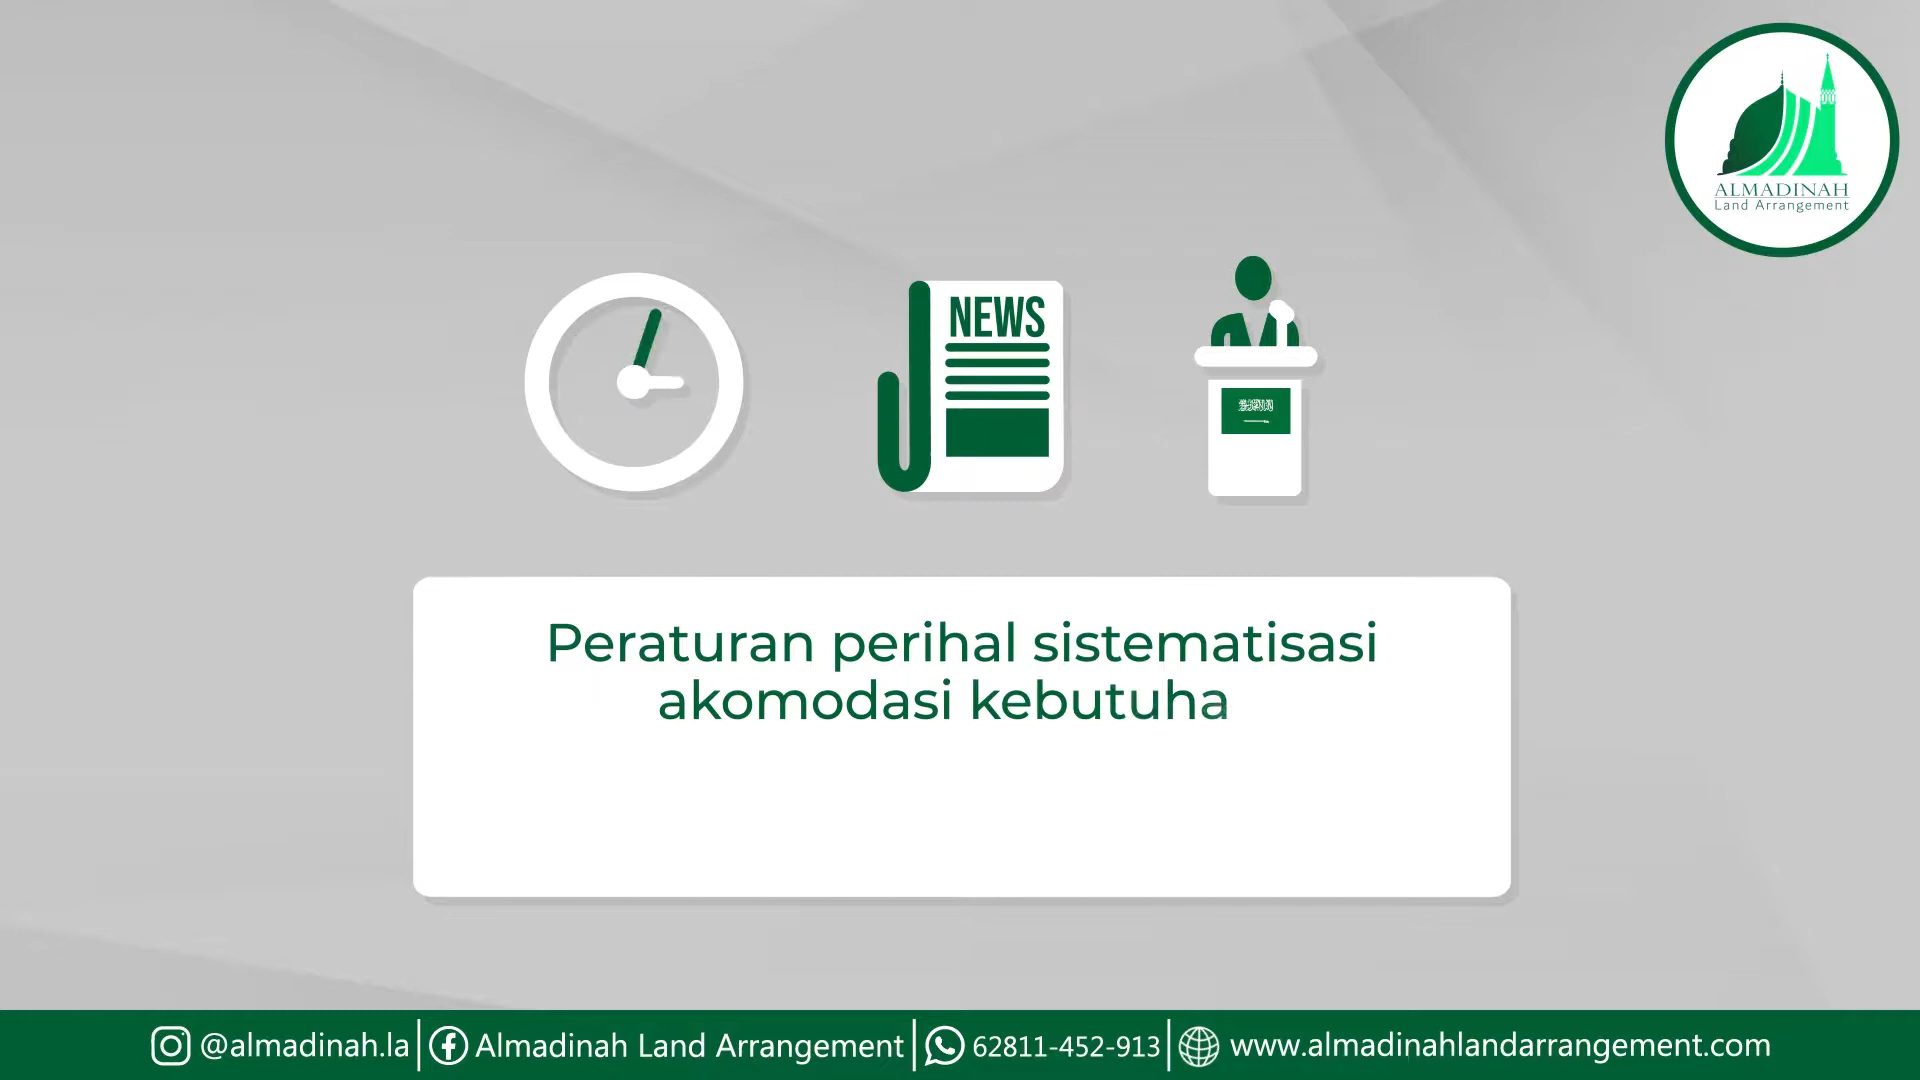 ALMADINAH
Land Arrangement
NEWS
Peraturan perihal sistematisasi
akomodasi kebutuha
@almadinah.la
Almadinah Land Arrangement
62811-452-913
www.almadinahlandarrangement.com